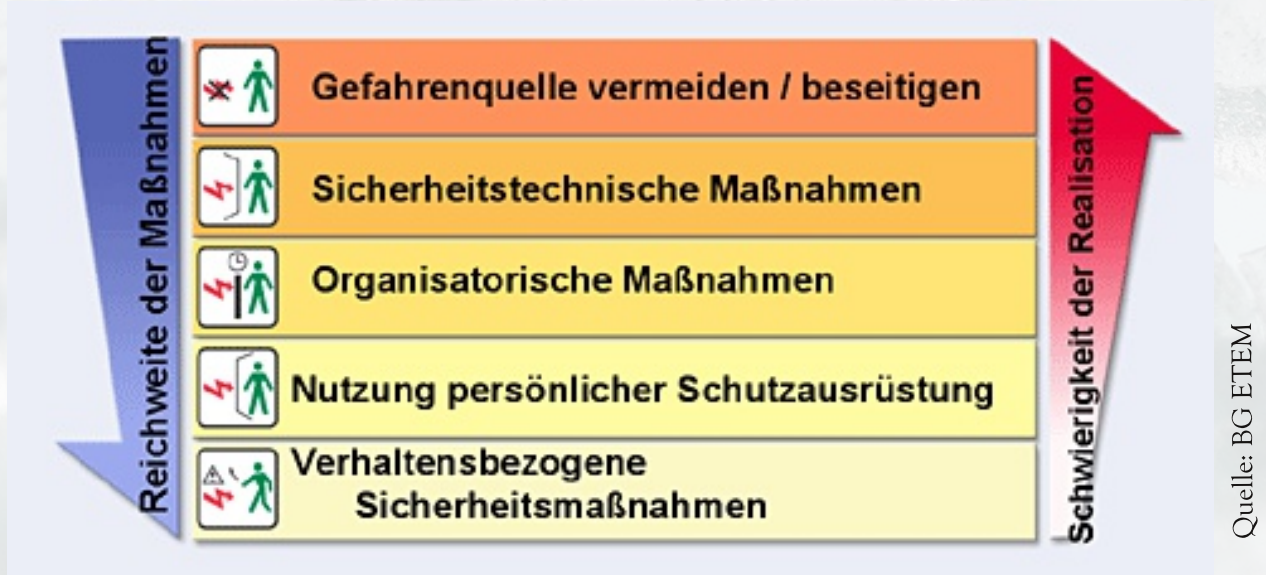 Reichweite der Maßnahmen
Gefahrenquelle vermeiden / beseitigen
Sicherheitstechnische Maßnahmen
Organisatorische Maßnahmen
Nutzung persönlicher Schutzausrüstung
Verhaltensbezogene
Sicherheitsmaßnahmen
Schwierigkeit der Realisation
Quelle: BG ETEM